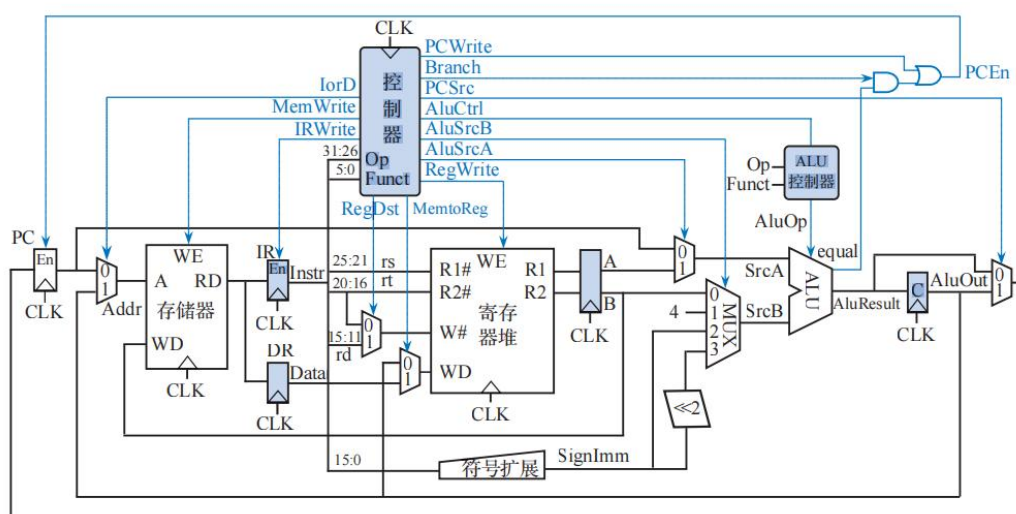 CLK
PCWrite
Branch
PCSrc
AluCtrl
AluSrcB
AluSrcA
RegWrite
PCEn
IorD
MemWrite
IRWrite
31:26
5:0
控
制
器
Op
Funct
RegDst
MemtoReg
Op
Funct
ALU
控制器
AluOp
PC
En
CLK
0
1
Addr
WE
A
RD
存储器
WD
CLK
IR
En
Instr
CLK
DR
Data
CLK
25:21
rs
20:16
rt
15:11
rd
0
1
0
1
WE
R1#
R1
R2#
R2
W#
寄存
器堆
WD
CLK
A
B
CLK
0
1
SrcA
4
0
1
2
3
MUX
SrcB
equal
ALU
AluResult
C
CLK
AluOut
0
1
≪2
15:0
符号扩展
SignImm